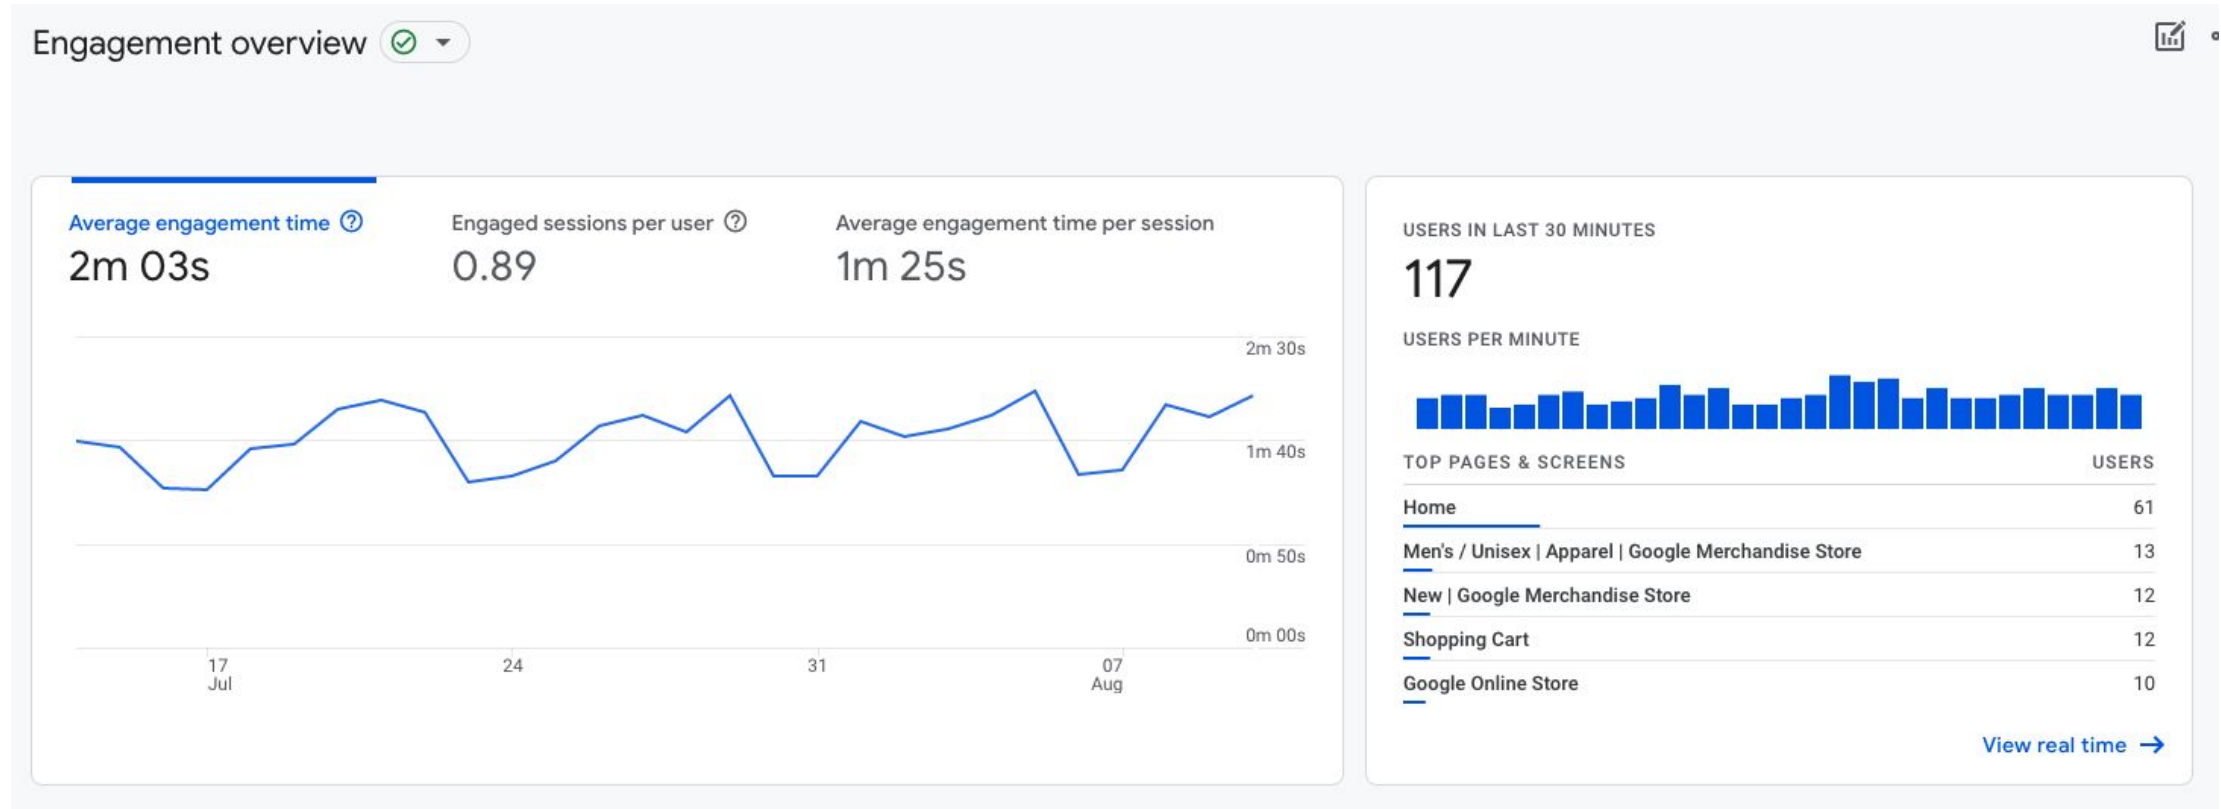 Engagement overview
Average engagement time
2m 03s
Engaged sessions per user
0.89
Average engagement time per session
1m 25s
2m 30s
1m 40s
0m 50s
0m 00s
17
Jul
24
31
07
Aug
USERS IN LAST 30 MINUTES
117
USERS PER MINUTE
TOP PAGES & SCREENS USERS
Home 61
Men's / Unisex | Apparel | Google Merchandise Store 13
New | Google Merchandise Store 12
Shopping Cart 12
Google Online Store 10
View real time